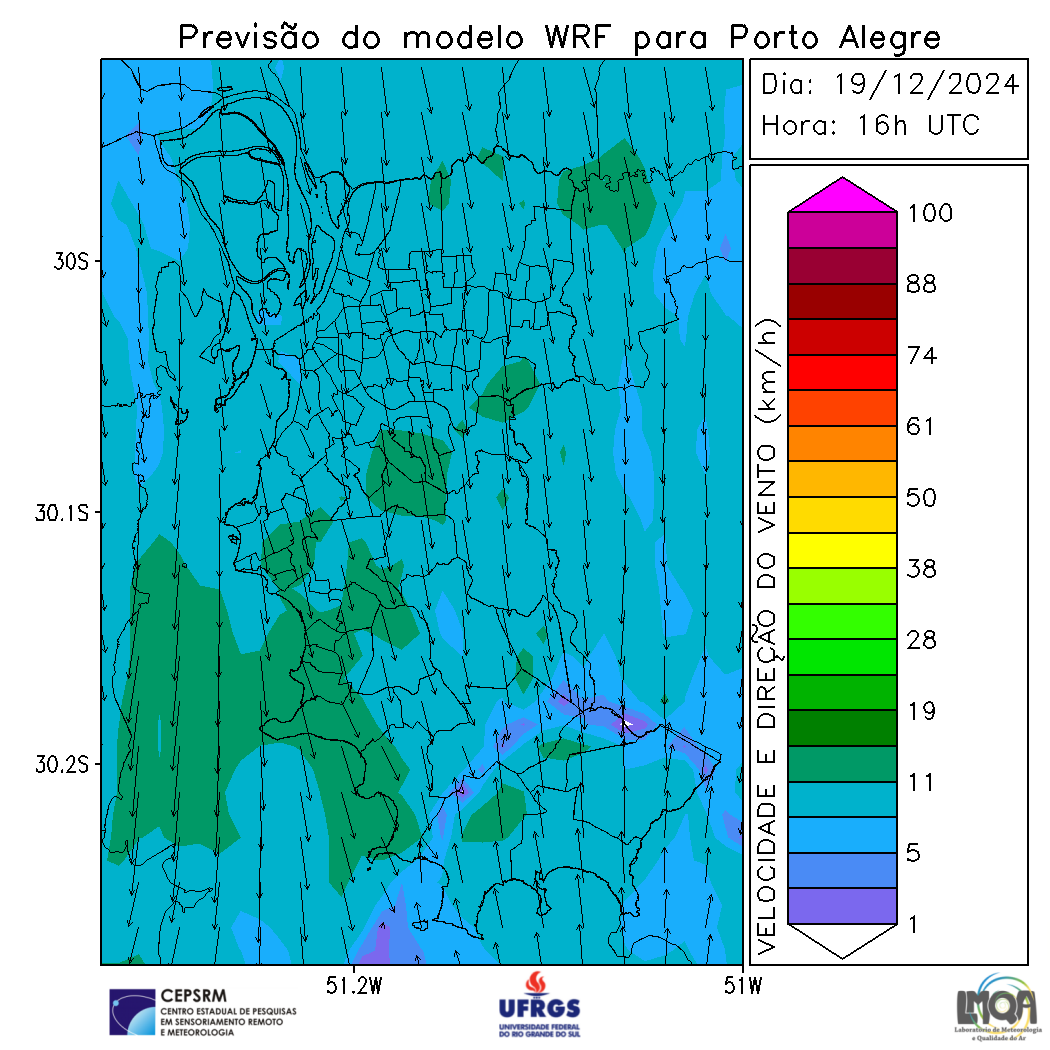 Previsão do modelo WRF para Porto Alegre
Dia: 19/12/2024
Hora: 16h UTC
30S
30.1S
30.2S
51.2W
51W
VELOCIDADE E DIREÇÃO DO VENTO (km/h)
100
88
74
61
50
38
28
19
11
5
1
CEPSRM
CENTRO ESTADUAL DE PESQUISAS
EM SENSORIAMENTO REMOTO
E METEOROLOGIA
UFRGS
UNIVERSIDADE FEDERAL
DO RIO GRANDE DO SUL
LMQA
Laboratório de Meteorologia
e Qualidade do Ar